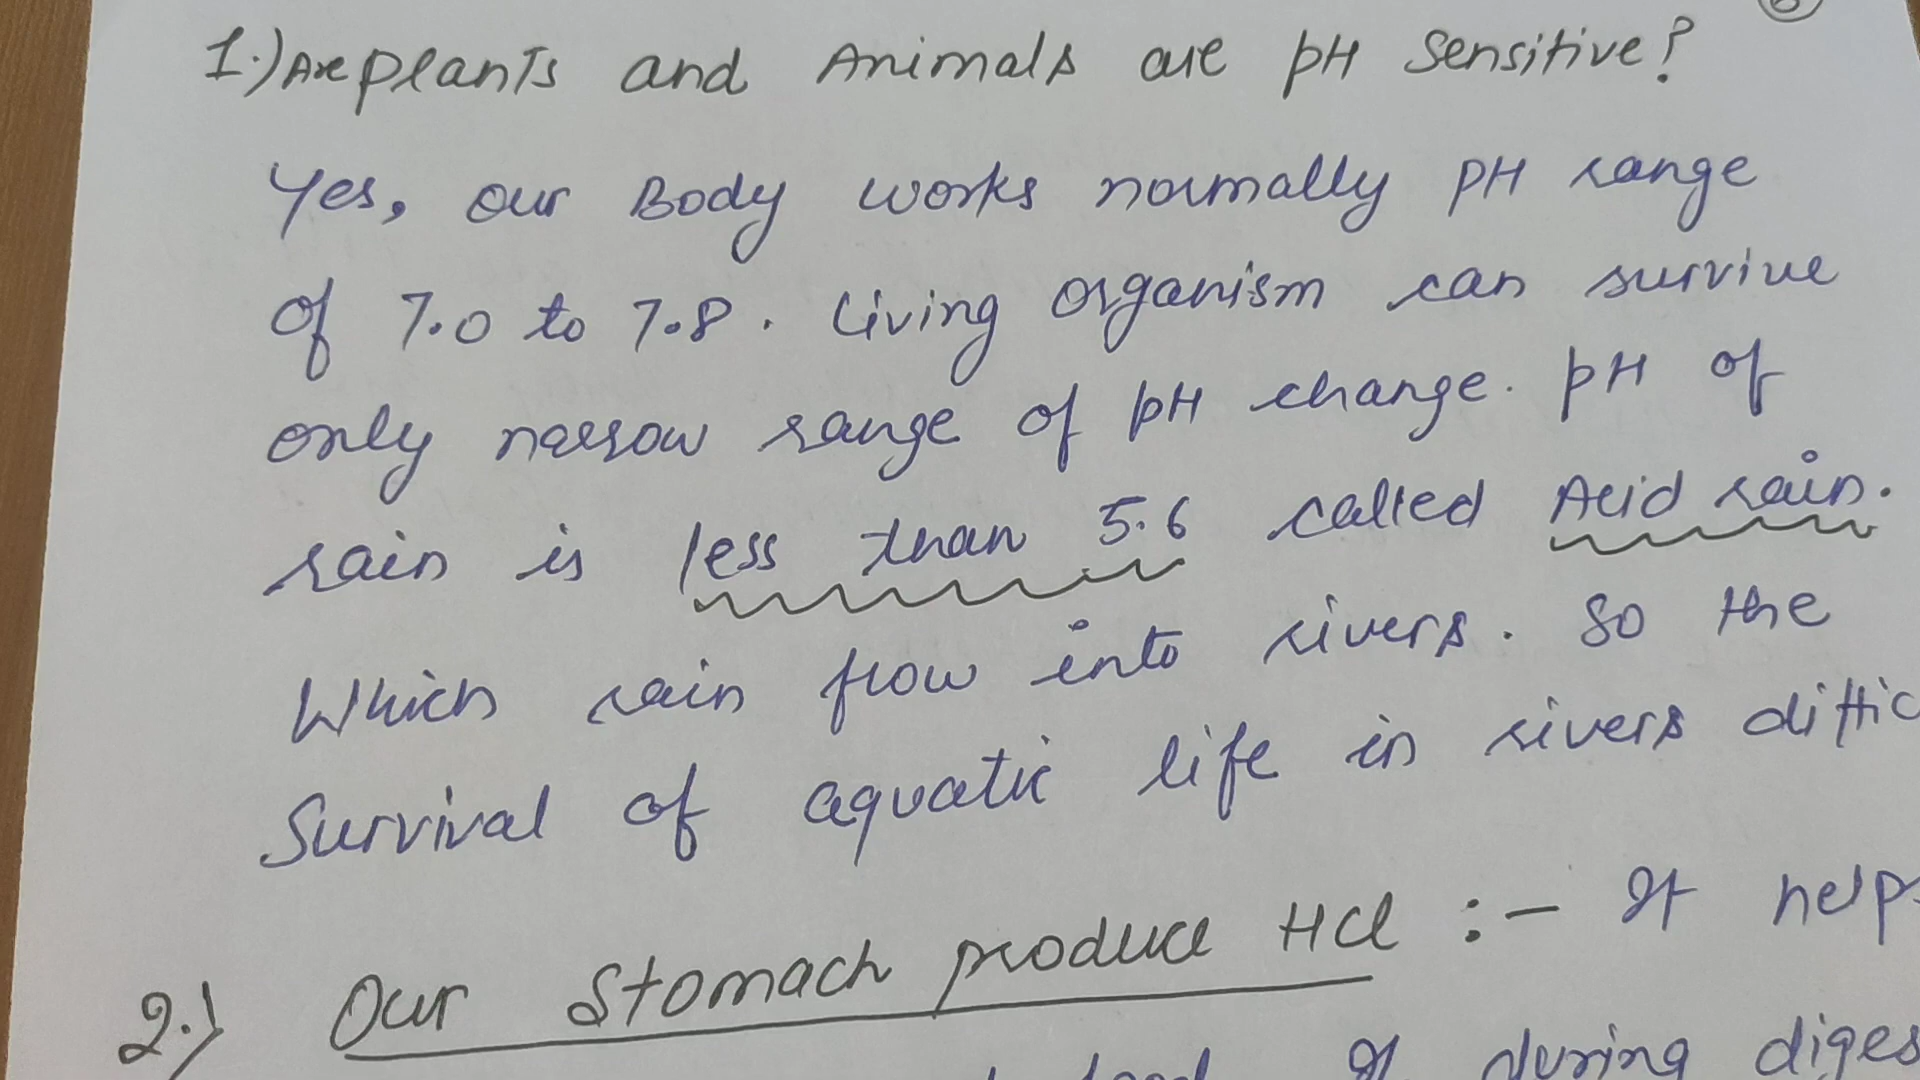 1.) Are plants and Animals are pH Sensitive?
Yes, our Body works normally pH range
of 7.0 to 7.8. Living organism can survive
only narrow range of pH change. pH of
rain is less than 5.6 called Acid rain.
Which rain flow into rivers. So the
Survival of aquatic life in rivers diffic
2.) Our Stomach produce HCl :- It helps
food. If during diges